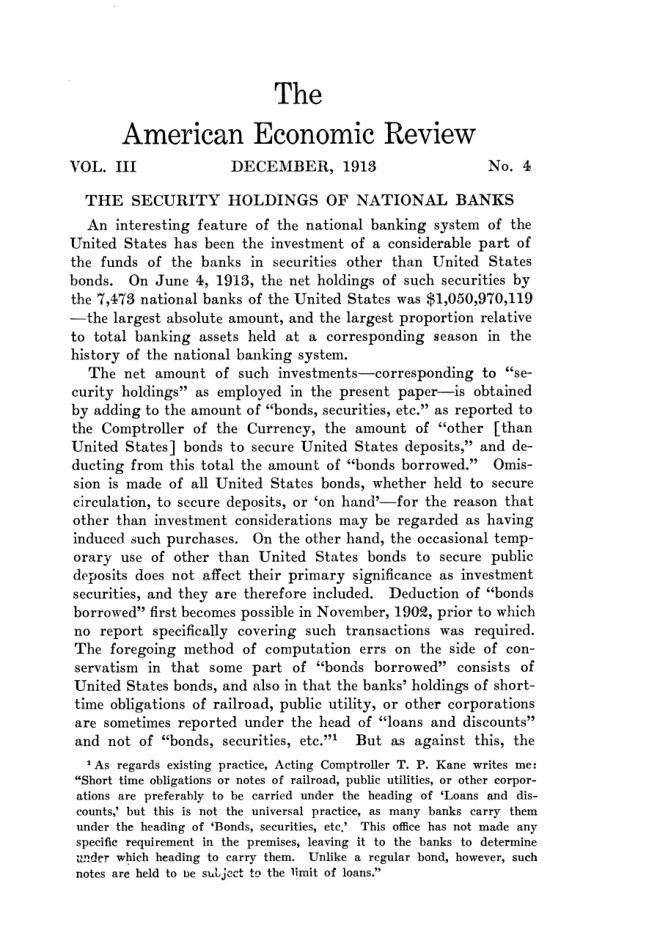 The
American Economic Review
VOL. III DECEMBER, 1913 No. 4
THE SECURITY HOLDINGS OF NATIONAL BANKS
An interesting feature of the national banking system of the
United States has been the investment of a considerable part of
the funds of the banks in securities other than United States
bonds. On June 4, 1913, the net holdings of such securities by
the 7,473 national banks of the United States was $1,050,970,119
—the largest absolute amount, and the largest proportion relative
to total banking assets held at a corresponding season in the
history of the national banking system.
The net amount of such investments—corresponding to “se-
curity holdings” as employed in the present paper—is obtained
by adding to the amount of “bonds, securities, etc.” as reported to
the Comptroller of the Currency, the amount of “other [than
United States] bonds to secure United States deposits,” and de-
ducting from this total the amount of “bonds borrowed.” Omis-
sion is made of all United States bonds, whether held to secure
circulation, to secure deposits, or ‘on hand’—for the reason that
other than investment considerations may be regarded as having
induced such purchases. On the other hand, the occasional temp-
orary use of other than United States bonds to secure public
deposits does not affect their primary significance as investment
securities, and they are therefore included. Deduction of “bonds
borrowed” first becomes possible in November, 1902, prior to which
no report specifically covering such transactions was required.
The foregoing method of computation errs on the side of con-
servatism in that some part of “bonds borrowed” consists of
United States bonds, and also in that the banks’ holdings of short-
time obligations of railroad, public utility, or other corporations
are sometimes reported under the head of “loans and discounts”
and not of “bonds, securities, etc.”¹ But as against this, the
¹ As regards existing practice, Acting Comptroller T. P. Kane writes me:
“Short time obligations or notes of railroad, public utilities, or other corpor-
ations are preferably to be carried under the heading of ‘Loans and dis-
counts,’ but this is not the universal practice, as many banks carry them
under the heading of ‘Bonds, securities, etc.’ This office has not made any
specific requirement in the premises, leaving it to the banks to determine
under which heading to carry them. Unlike a regular bond, however, such
notes are held to be subject to the limit of loans.”